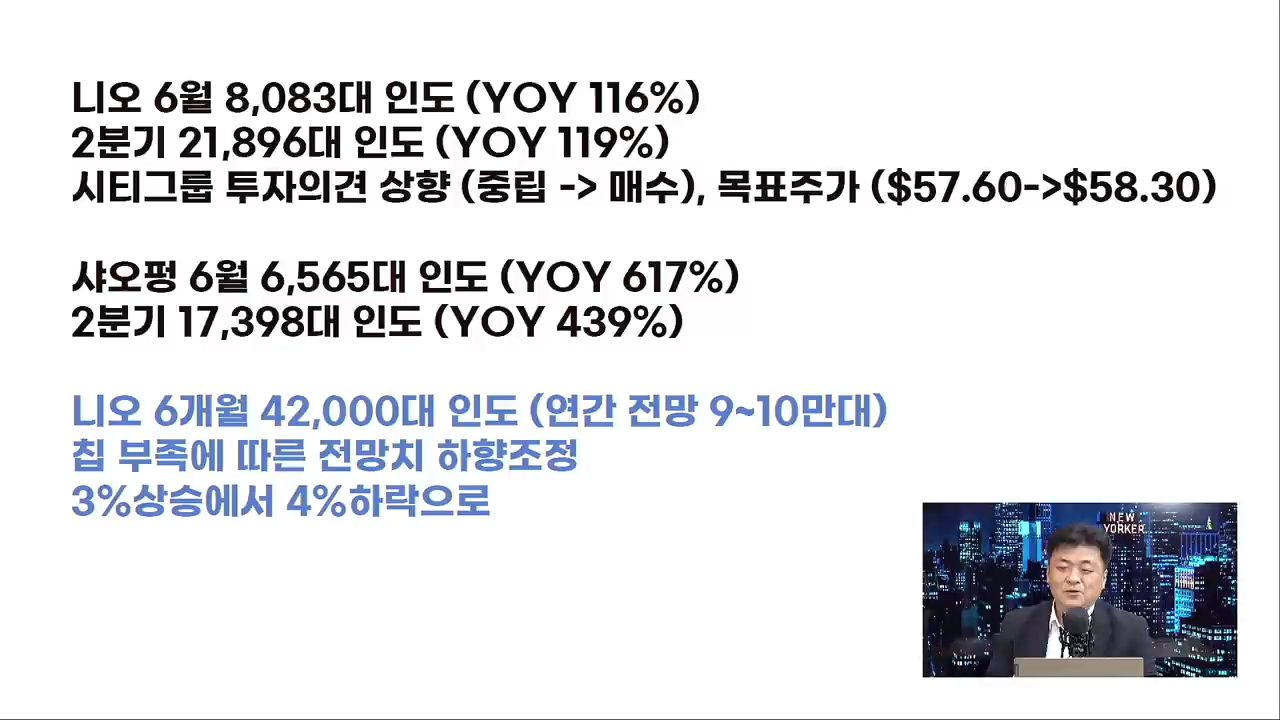 니오 6월 8,083대 인도 (YOY 116%)
2분기 21,896대 인도 (YOY 119%)
시티그룹 투자의견 상향 (중립 -> 매수), 목표주가 ($57.60->$58.30)
샤오펑 6월 6,565대 인도 (YOY 617%)
2분기 17,398대 인도 (YOY 439%)
니오 6개월 42,000대 인도 (연간 전망 9~10만대)
칩 부족에 따른 전망치 하향조정
3%상승에서 4%하락으로
NEW
YORKER